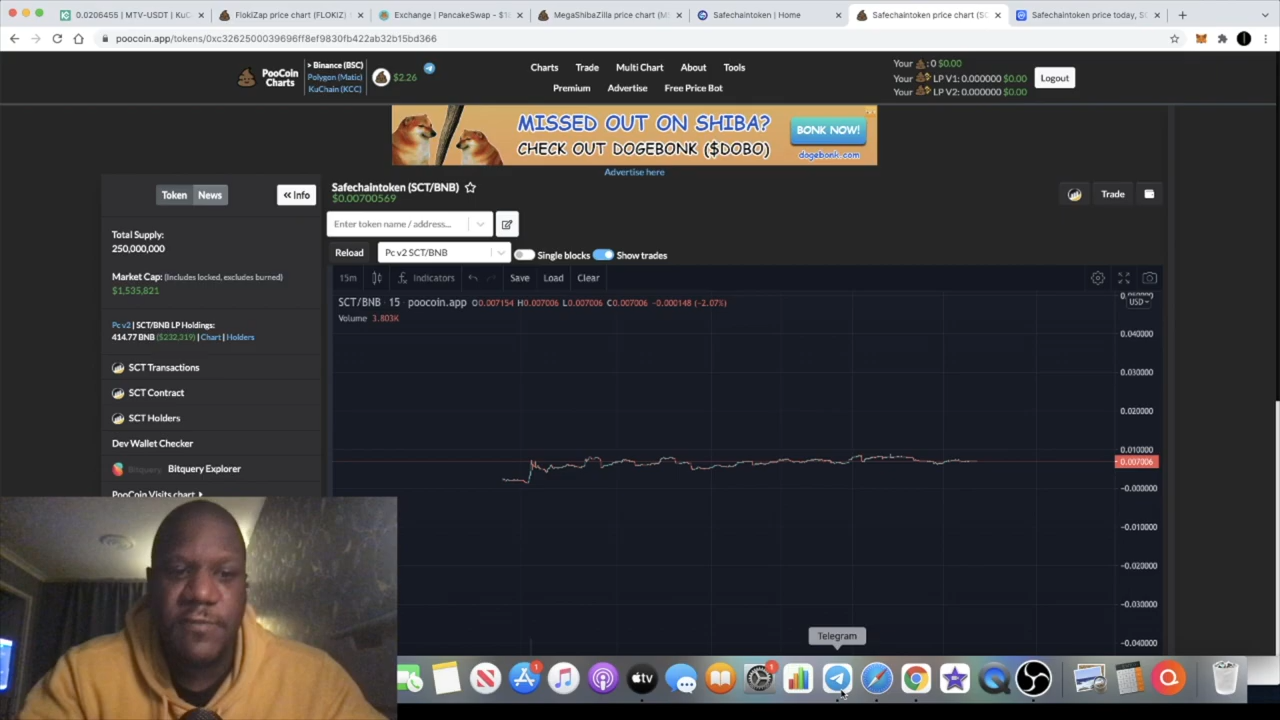 0.0206455 | MTV-USDT | KuC
FlokiZap price chart (FLOKIZ)
Exchange | PancakeSwap - $1
MegaShibaZilla price chart (M
Safechaintoken | Home
Safechaintoken price chart (SC
Safechaintoken price today, SC
poocoin.app/tokens/0xc3262500039696ff8ef9830fb422ab32b15bd366
PooCoin
Charts
> Binance (BSC)
Polygon (Matic)
KuChain (KCC)
$2.26
Charts
Trade
Multi Chart
About
Tools
Premium
Advertise
Free Price Bot
Your : 0 $0.00
Your LP V1: 0.000000 $0.00
Your LP V2: 0.000000 $0.00
Logout
MISSED OUT ON SHIBA?
CHECK OUT DOGEBONK ($DOBO)
BONK NOW!
dogebonk.com
Advertise here
Token
News
<< Info
Total Supply:
250,000,000
Market Cap: (Includes locked, excludes burned)
$1,535,821
Pc v2 | SCT/BNB LP Holdings:
414.77 BNB ($232,319) | Chart | Holders
SCT Transactions
SCT Contract
SCT Holders
Dev Wallet Checker
Bitquery Bitquery Explorer
PooCoin Visits chart
Safechaintoken (SCT/BNB)
$0.00700569
Trade
Enter token name / address...
Reload
Pc v2 SCT/BNB
Single blocks
Show trades
15m
Indicators
Save
Load
Clear
SCT/BNB · 15 · poocoin.app O0.007154 H0.007006 L0.007006 C0.007006 -0.000148 (-2.07%)
Volume 3.803K
USD
0.040000
0.030000
0.020000
0.010000
0.007006
-0.000000
-0.010000
-0.020000
-0.030000
-0.040000
Telegram
1
tv
1